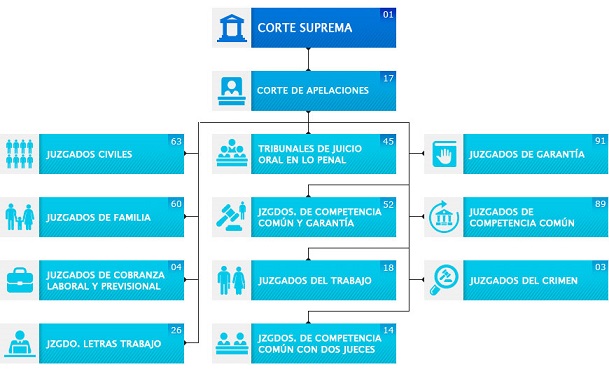 01
CORTE SUPREMA
17
CORTE DE APELACIONES
63
JUZGADOS CIVILES
45
TRIBUNALES DE JUICIO
ORAL EN LO PENAL
91
JUZGADOS DE GARANTÍA
60
JUZGADOS DE FAMILIA
52
JZGDOS. DE COMPETENCIA
COMÚN Y GARANTÍA
89
JUZGADOS DE
COMPETENCIA COMÚN
04
JUZGADOS DE COBRANZA
LABORAL Y PREVISIONAL
18
JUZGADOS DEL TRABAJO
03
JUZGADOS DEL CRIMEN
26
JZGDO. LETRAS TRABAJO
14
JZGDOS. DE COMPETENCIA
COMÚN CON DOS JUECES